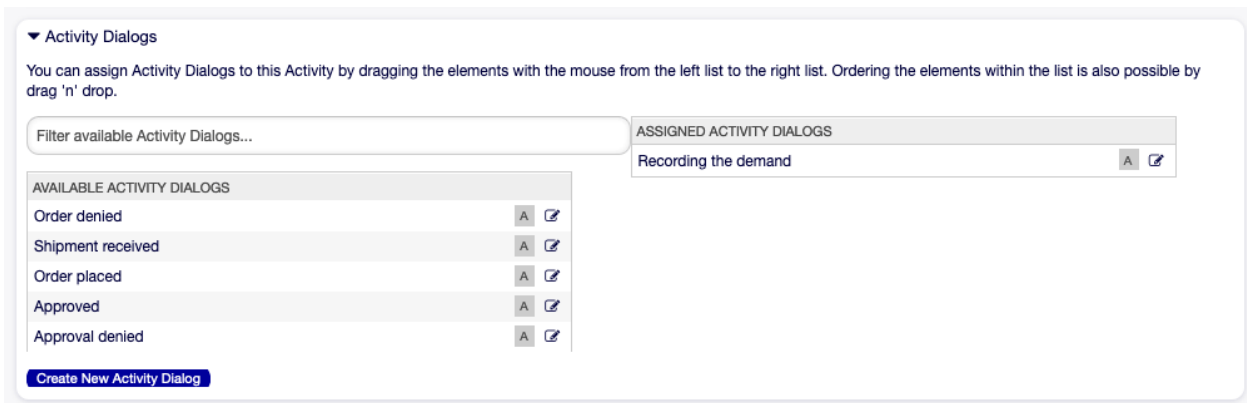 Activity Dialogs
You can assign Activity Dialogs to this Activity by dragging the elements with the mouse from the left list to the right list. Ordering the elements within the list is also possible by
drag 'n' drop.
Filter available Activity Dialogs...
AVAILABLE ACTIVITY DIALOGS
Order denied A
Shipment received A
Order placed A
Approved A
Approval denied A
ASSIGNED ACTIVITY DIALOGS
Recording the demand A
Create New Activity Dialog